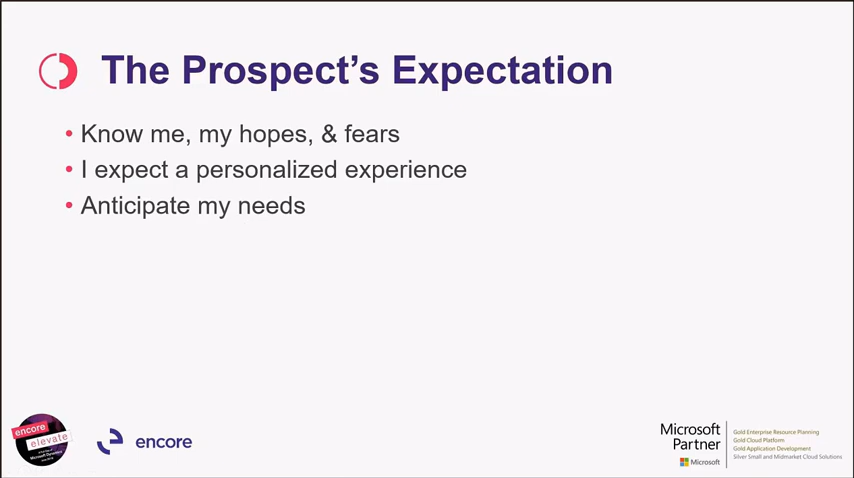 The Prospect's Expectation
• Know me, my hopes, & fears
• I expect a personalized experience
• Anticipate my needs
encore
elevate
encore
Microsoft
Partner
Microsoft
Gold Enterprise Resource Planning
Gold Cloud Platform
Gold Application Development
Silver Small and Midmarket Cloud Solutions